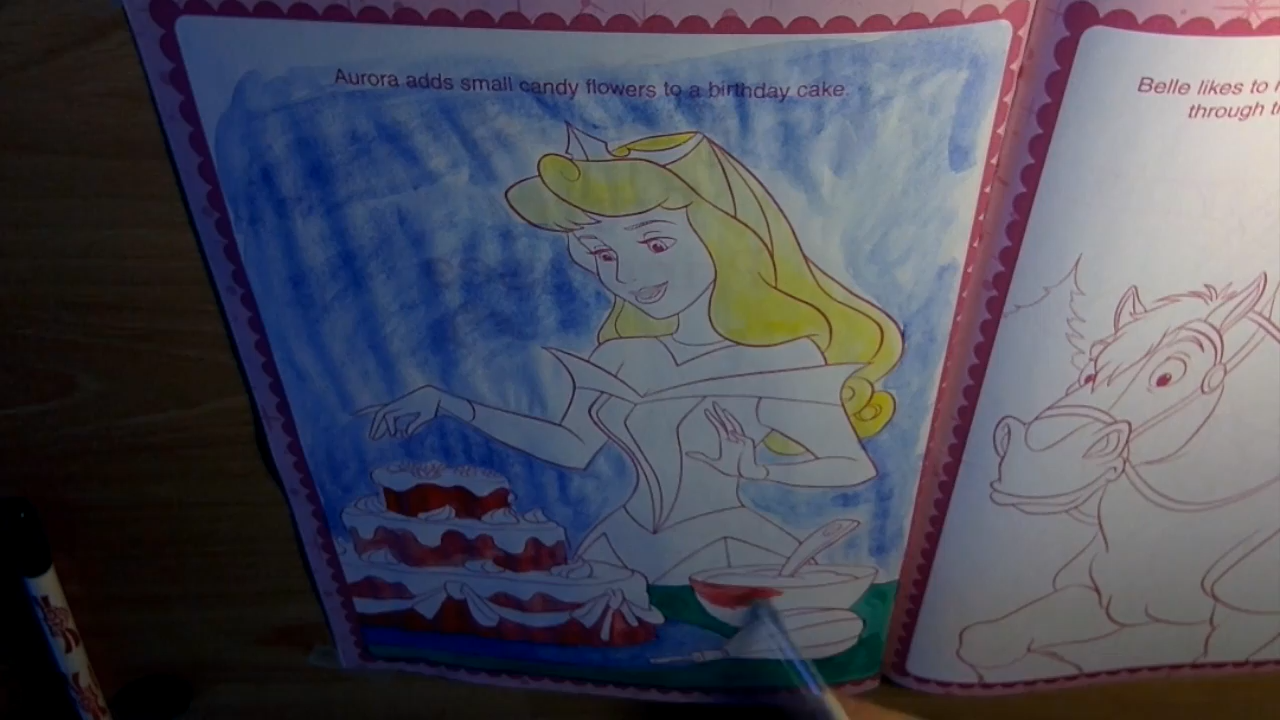 Aurora adds small candy flowers to a birthday cake.
Belle likes to
through